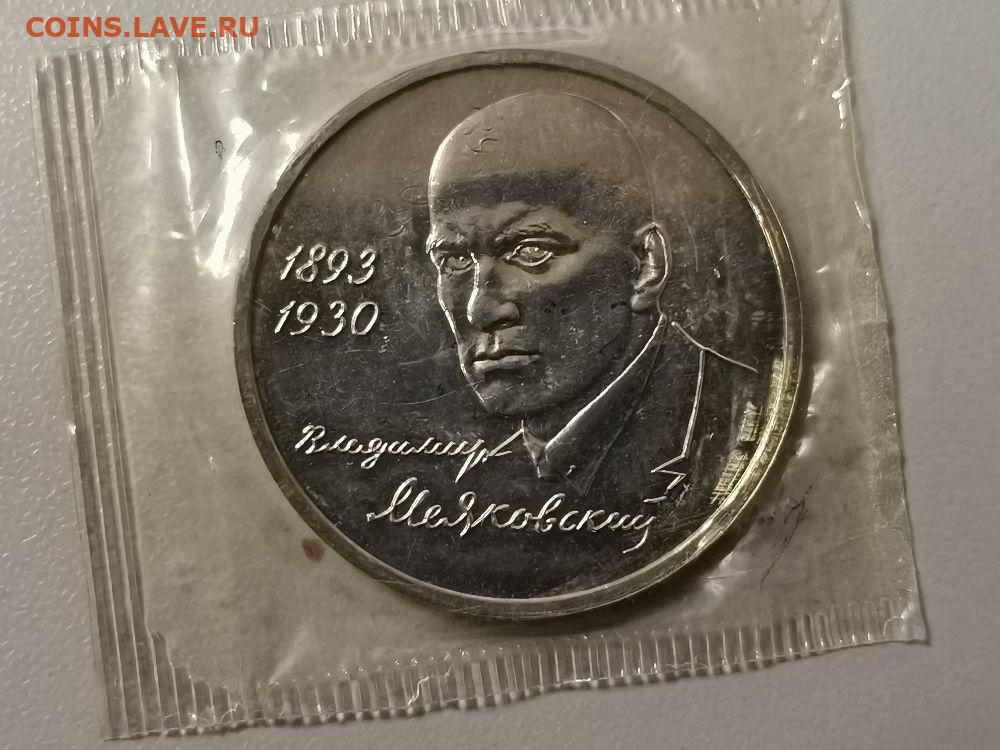 COINS.LAVE.RU
1893
1930
Владимир
Маяковский